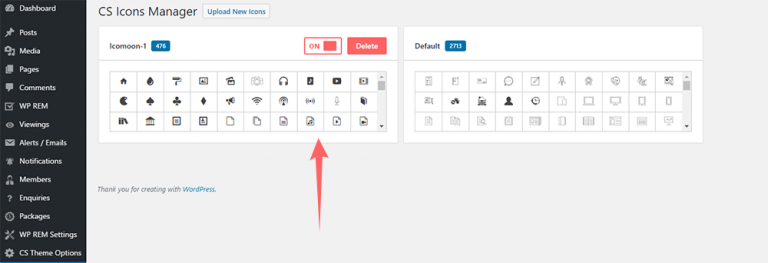 Dashboard
Posts
Media
Pages
Comments
WP REM
Viewings
Alerts / Emails
Notifications
Members
Enquiries
Packages
WP REM Settings
CS Theme Options
CS Icons Manager Upload New Icons
Icomoon-1 476 ON Delete
Default 2713
Thank you for creating with WordPress.